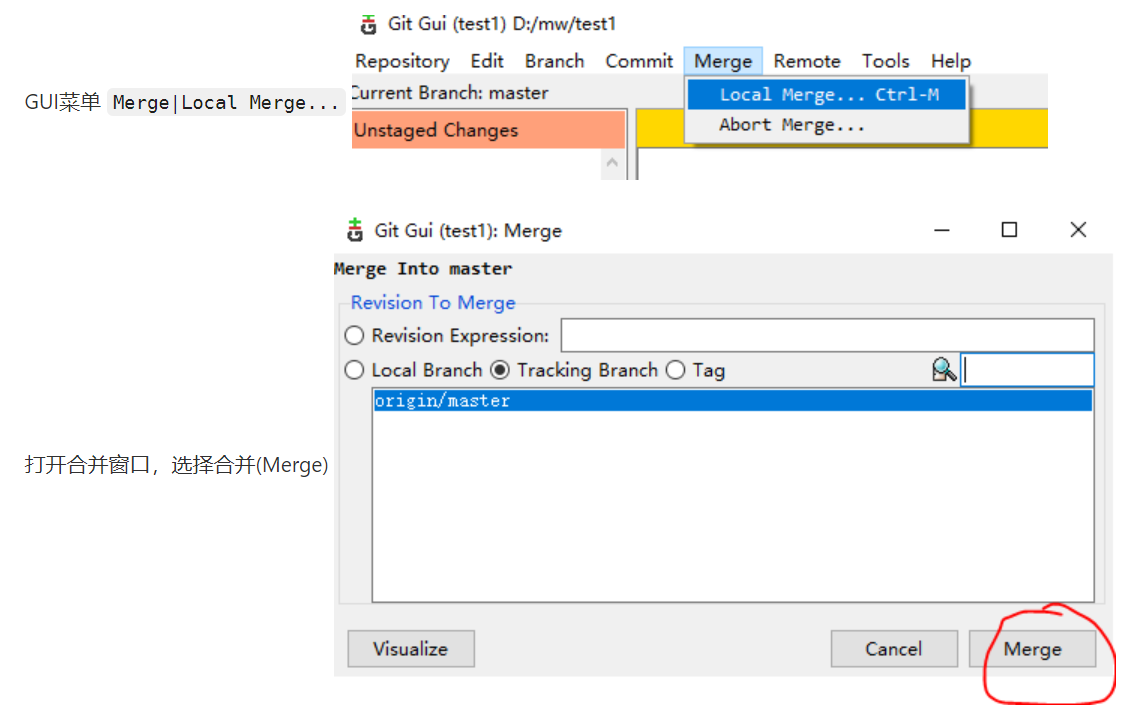 Git Gui (test1) D:/mw/test1
Repository Edit Branch Commit Merge Remote Tools Help
GUI菜单 Merge|Local Merge...
Current Branch: master
Local Merge... Ctrl-M
Unstaged Changes
Abort Merge...
Git Gui (test1): Merge
Merge Into master
Revision To Merge
Revision Expression:
Local Branch Tracking Branch Tag
origin/master
打开合并窗口，选择合并(Merge)
Visualize Cancel Merge